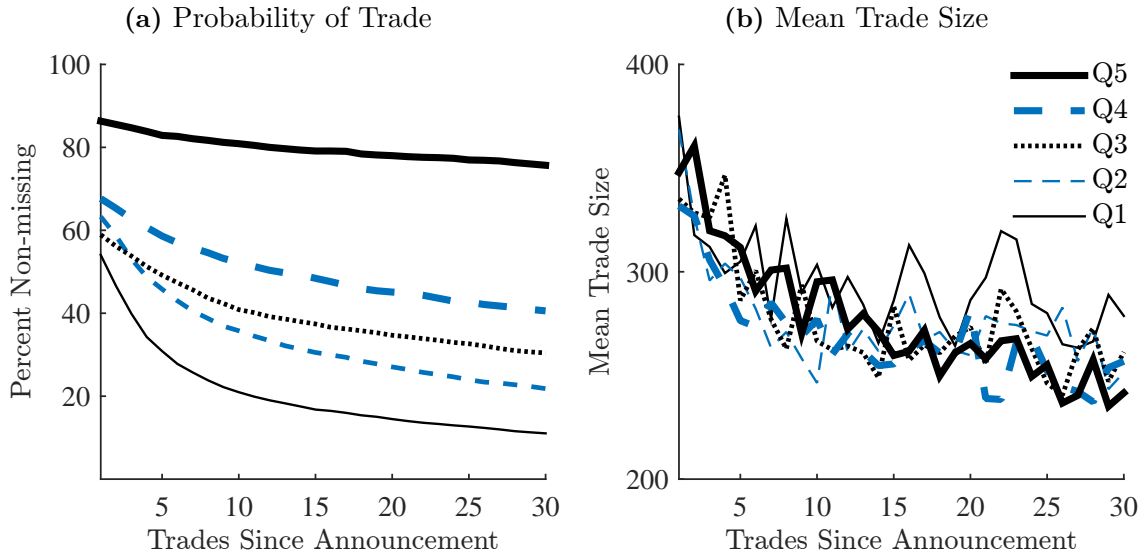 (a) Probability of Trade
100
80
60
40
20
Percent Non-missing
5 10 15 20 25 30
Trades Since Announcement
(b) Mean Trade Size
400
300
200
Mean Trade Size
Q5
Q4
Q3
Q2
Q1
5 10 15 20 25 30
Trades Since Announcement